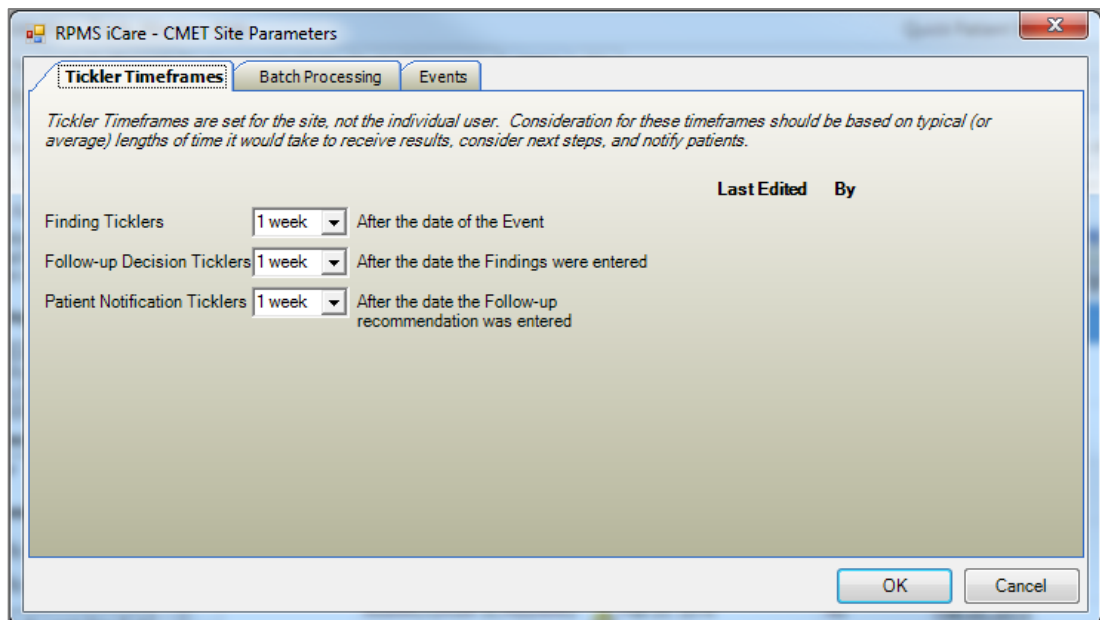 RPMS iCare - CMET Site Parameters
Tickler Timeframes Batch Processing Events
Tickler Timeframes are set for the site, not the individual user. Consideration for these timeframes should be based on typical (or
average) lengths of time it would take to receive results, consider next steps, and notify patients.
Last Edited By
Finding Ticklers 1 week After the date of the Event
Follow-up Decision Ticklers 1 week After the date the Findings were entered
Patient Notification Ticklers 1 week After the date the Follow-up
recommendation was entered
OK Cancel